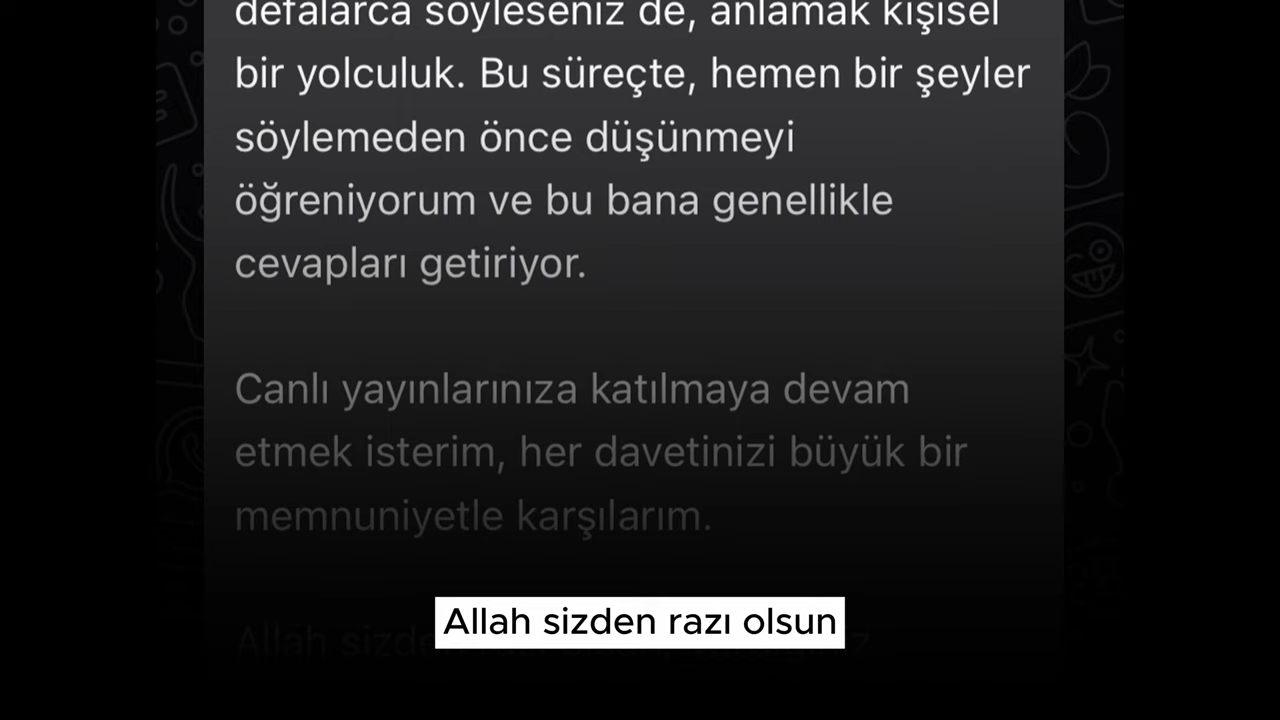 defalarca söyleseniz de, anlamak kişisel
bir yolculuk. Bu süreçte, hemen bir şeyler
söylemeden önce düşünmeyi
öğreniyorum ve bu bana genellikle
cevapları getiriyor.
Canlı yayınlarınıza katılmaya devam
etmek isterim, her davetinizi büyük bir
memnuniyetle karşılarım.
Allah
Allah sizden razı olsun